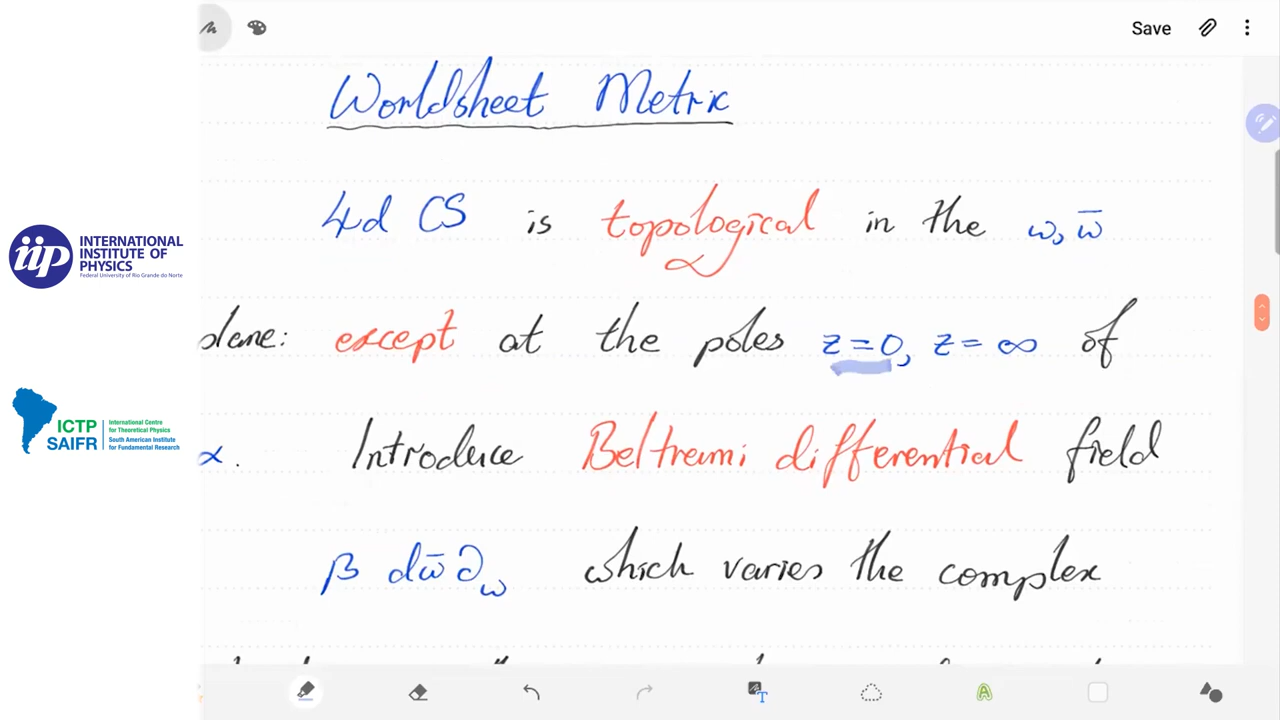 Save
Worldsheet Metric
4d CS is topological in the ω, ω̄
plane: except at the poles z=0, z=∞ of
α. Introduce Beltrami differential field
β dω̄ ∂ω which varies the complex
iip INTERNATIONAL
INSTITUTE OF
PHYSICS
Federal University of Rio Grande do Norte
ICTP
SAIFR
International Centre
for Theoretical Physics
South American Institute
for Fundamental Research
T
A